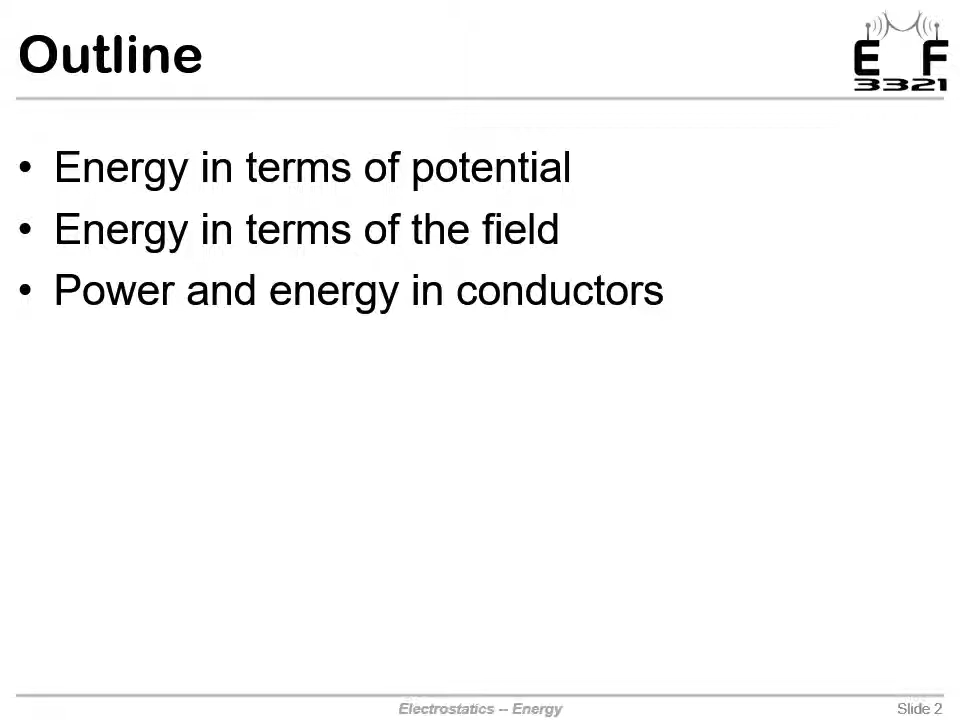 Outline
E F
3321
• Energy in terms of potential
• Energy in terms of the field
• Power and energy in conductors
Electrostatics -- Energy
Slide 2